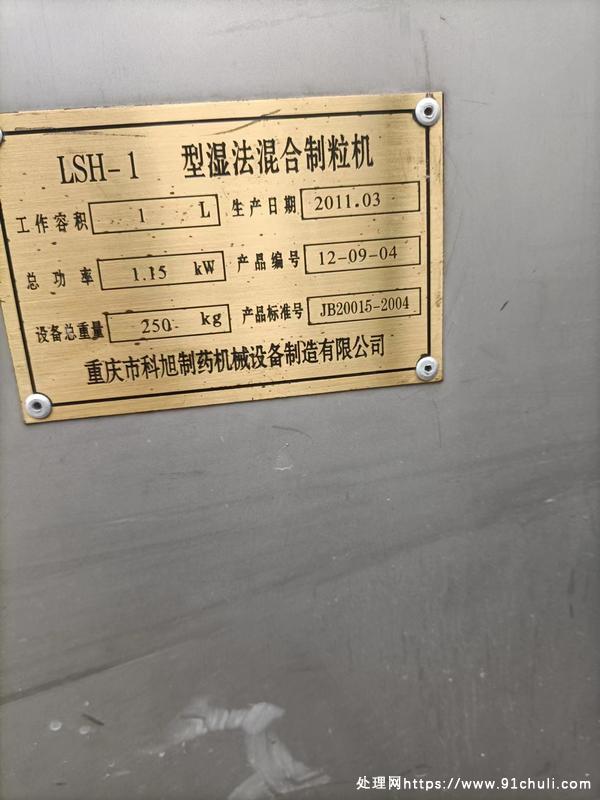 LSH-1 型湿法混合制粒机
工作容积 1 L 生产日期 2011.03
总功率 1.15 kW 产品编号 12-09-04
设备总重量 250 kg 产品标准号 JB20015-2004
重庆市科旭制药机械设备制造有限公司
处理网https://www.91chuli.com